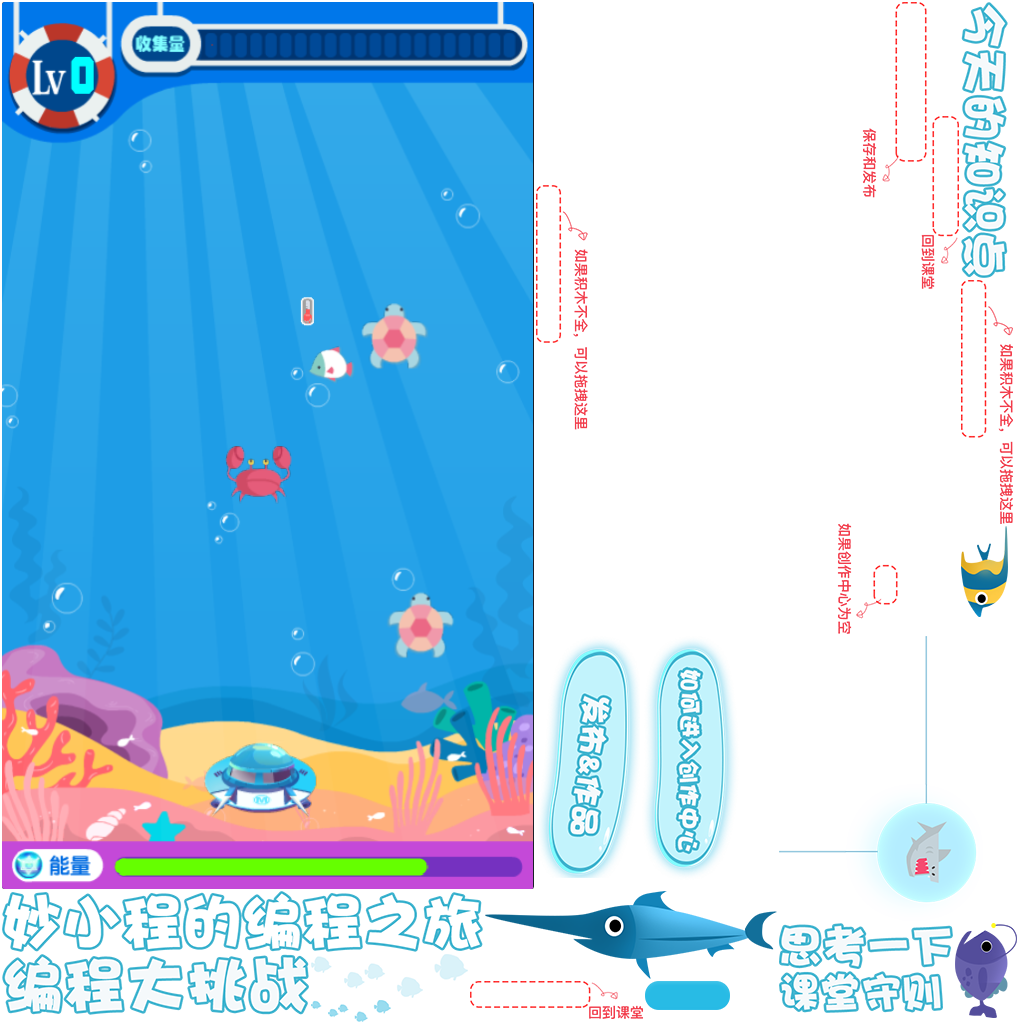 收集量
Lv 0
能量
如果积木不全，可以拖拽这里
保存和发布
回到课堂
今天的知识点
如果积木不全，可以拖拽这里
如果创作中心为空
发布&作品
如何进入创作中心
妙小程的编程之旅
编程大挑战
回到课堂
思考一下
课堂守则